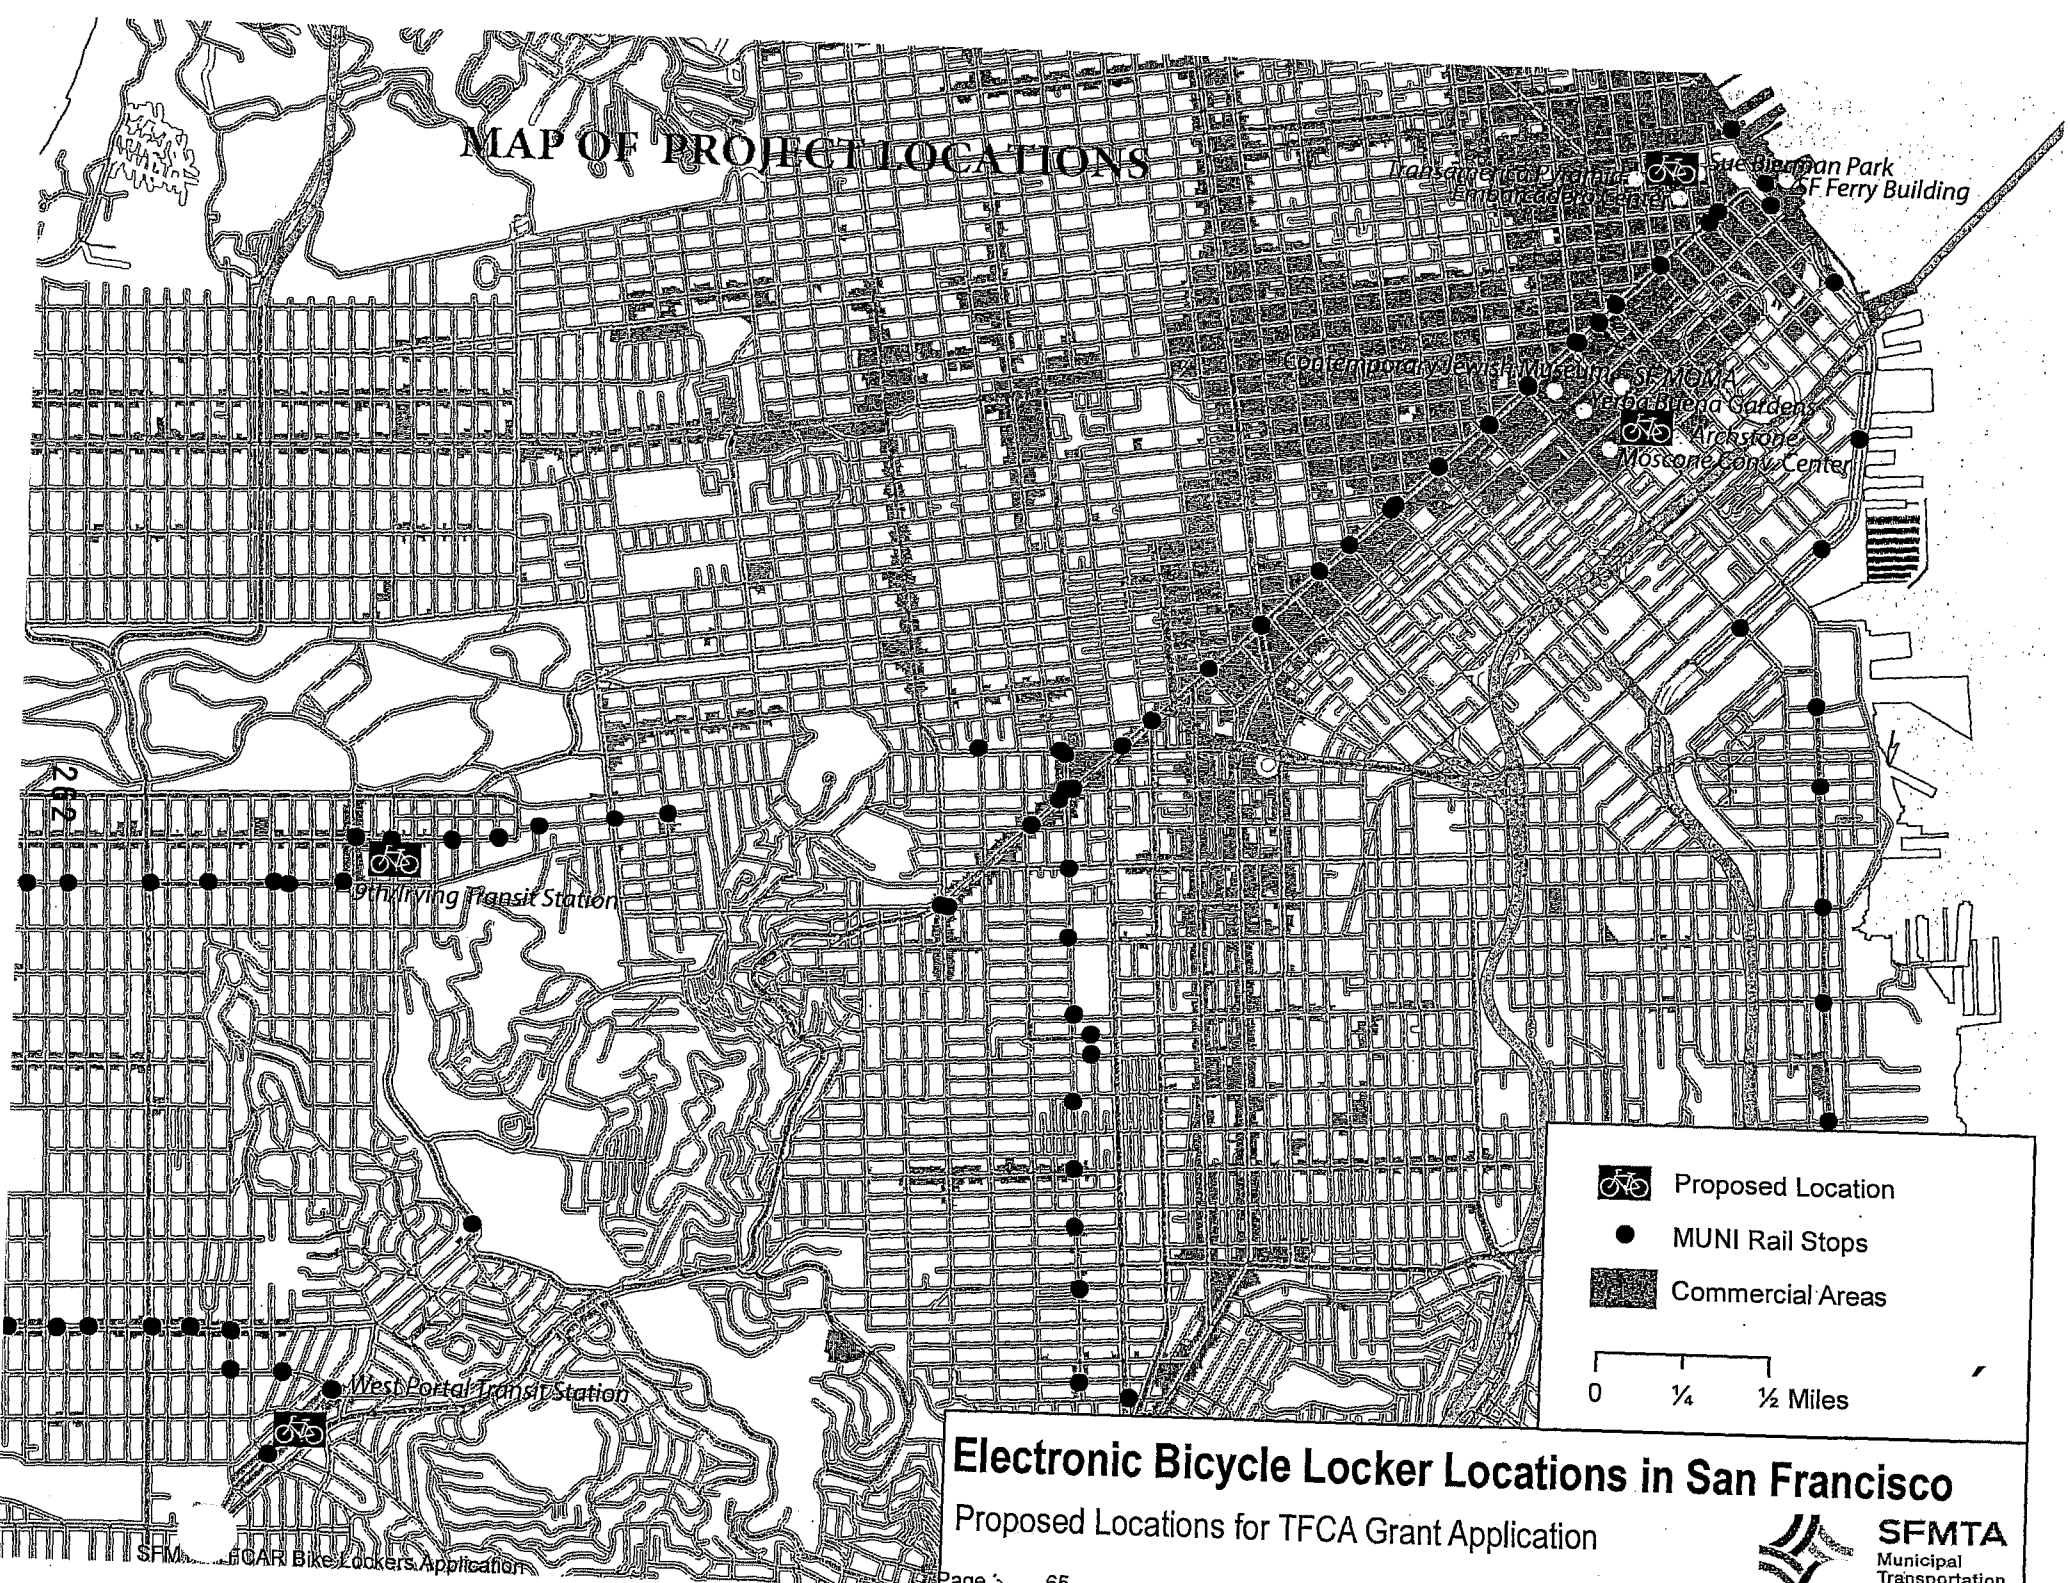 MAP OF PROJECT LOCATIONS
Transamerica Pyramid
Sue Bierman Park
Embarcadero Center
SF Ferry Building
Contemporary Jewish Museum
SF MOMA
Yerba Buena Gardens
Archstone
Moscone Conv. Center
262
9th/Irving Transit Station
West Portal Transit Station
Proposed Location
MUNI Rail Stops
Commercial Areas
0 ¼ ½ Miles
Electronic Bicycle Locker Locations in San Francisco
Proposed Locations for TFCA Grant Application
SFMTA
Municipal
Transportation
Bike Lockers Application
Page 65